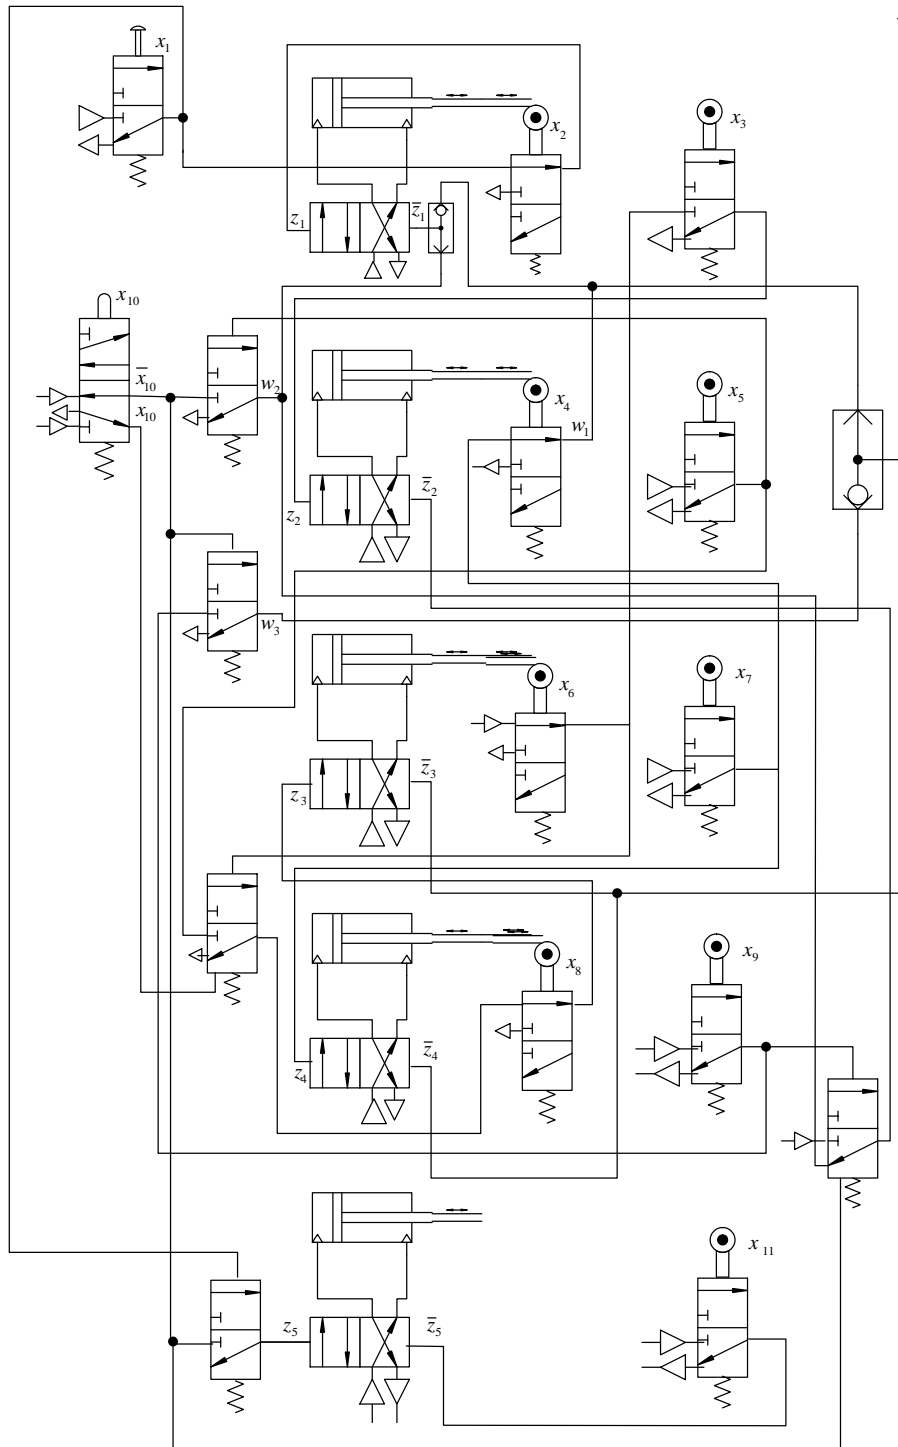 x₁
x₂
x₃
z₁ z̄₁
x₁₀
x̄₁₀
x₁₀
w₂
x₄
w₁
x₅
z₂ z̄₂
w₃
x₆
x₇
z₃ z̄₃
x₈
x₉
z₄ z̄₄
x₁₁
z₅ z̄₅